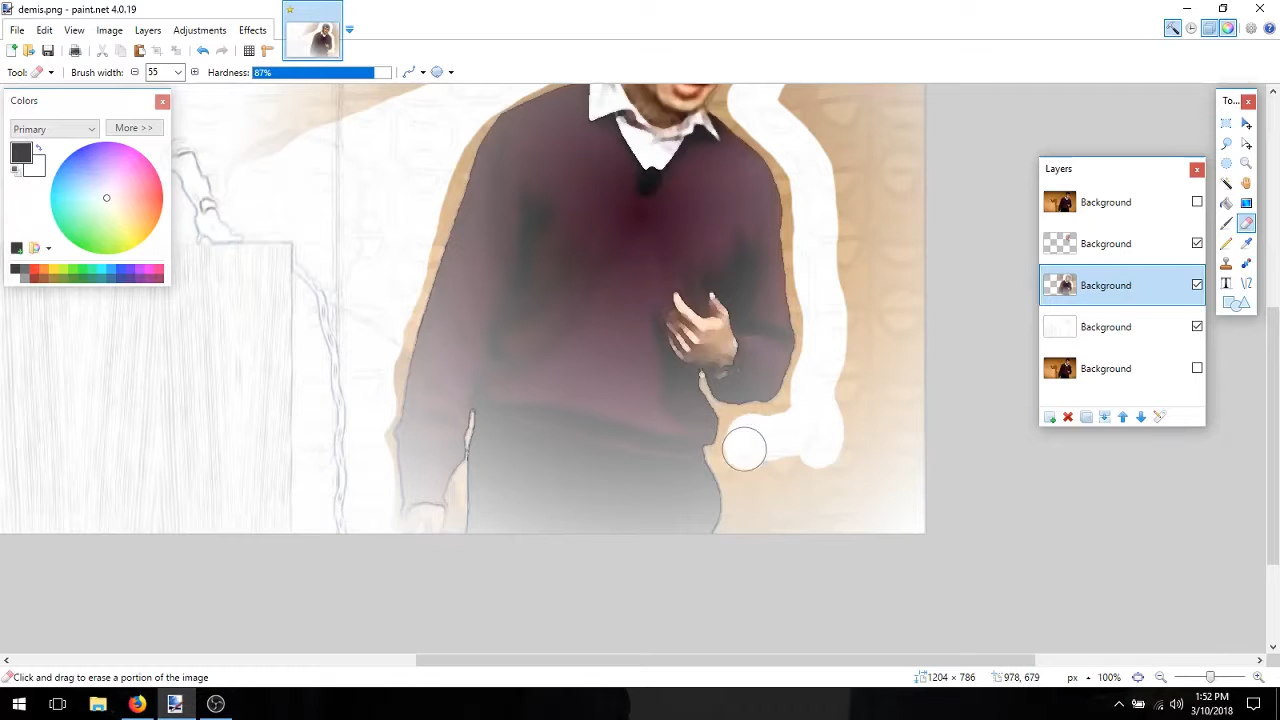 demis.png - paint.net 4.0.19
File Edit View Image Layers Adjustments Effects
Tool: Brush width: 55 Hardness: 87%
Colors
Primary
More >>
To...
Layers
Background
Background
Background
Background
Background
Click and drag to erase a portion of the image
1204 × 786
978, 679
px
100%
1:52 PM
3/10/2018